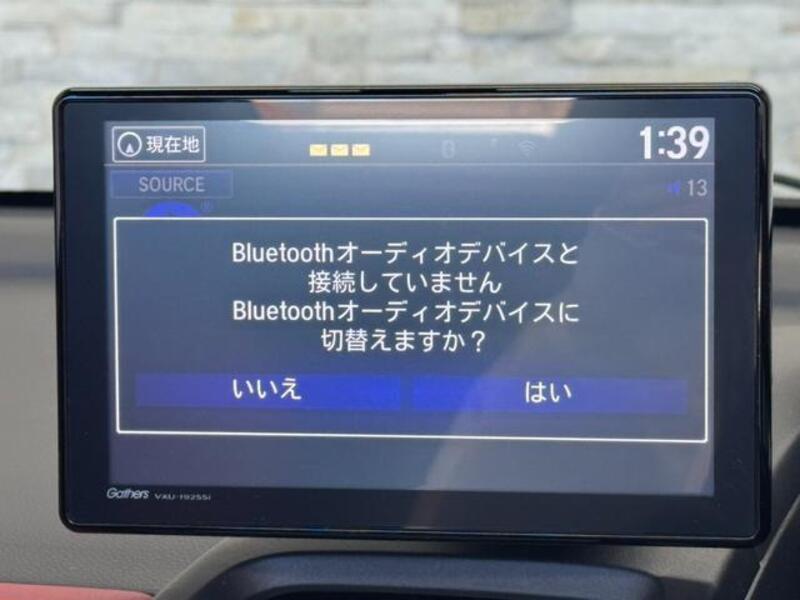 現在地
1:39
SOURCE
13
Bluetoothオーディオデバイスと
接続していません
Bluetoothオーディオデバイスに
切替えますか？
いいえ
はい
Gathers VXU-192SSi